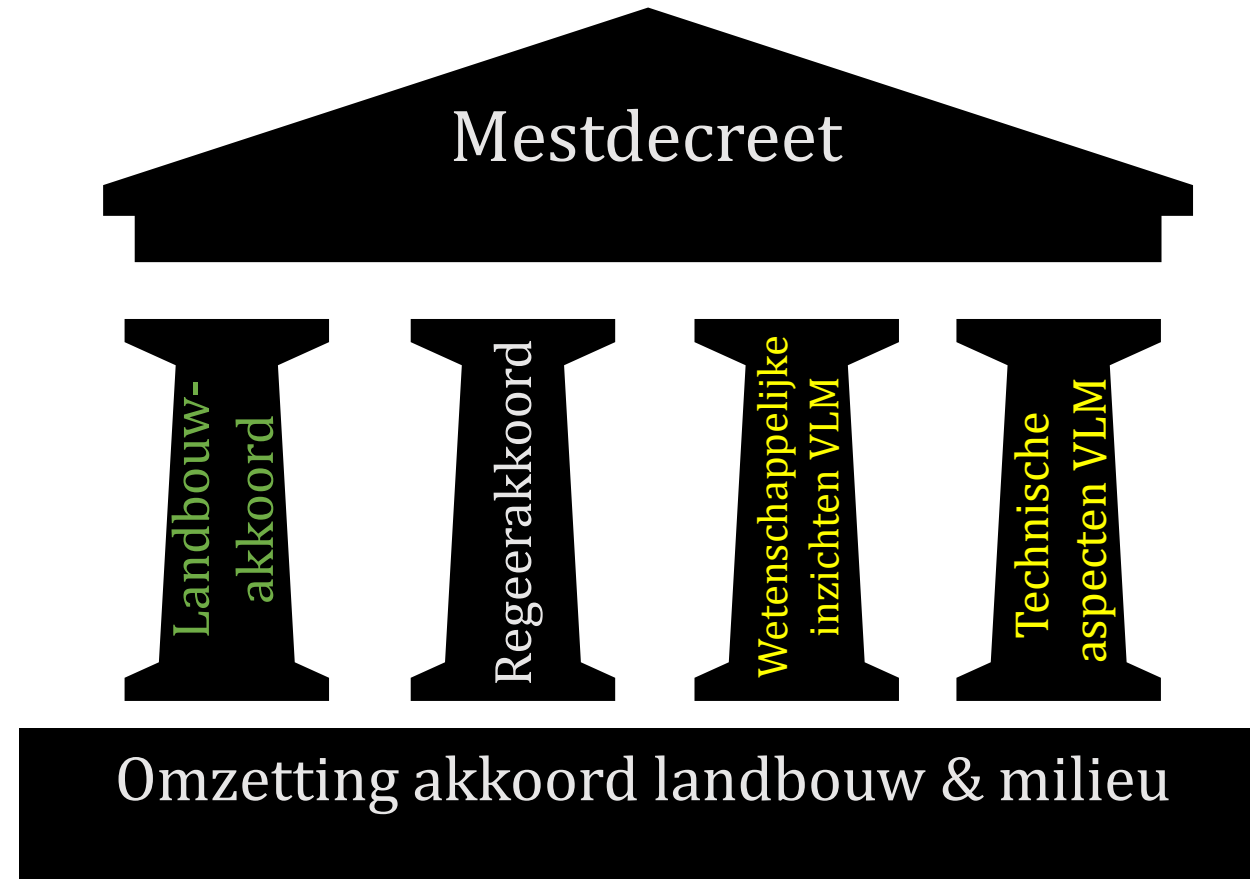 Mestdecreet
Landbouw-
akkoord
Regeerakkoord
Wetenschappelijke
inzichten VLM
Technische
aspecten VLM
Omzetting akkoord landbouw & milieu